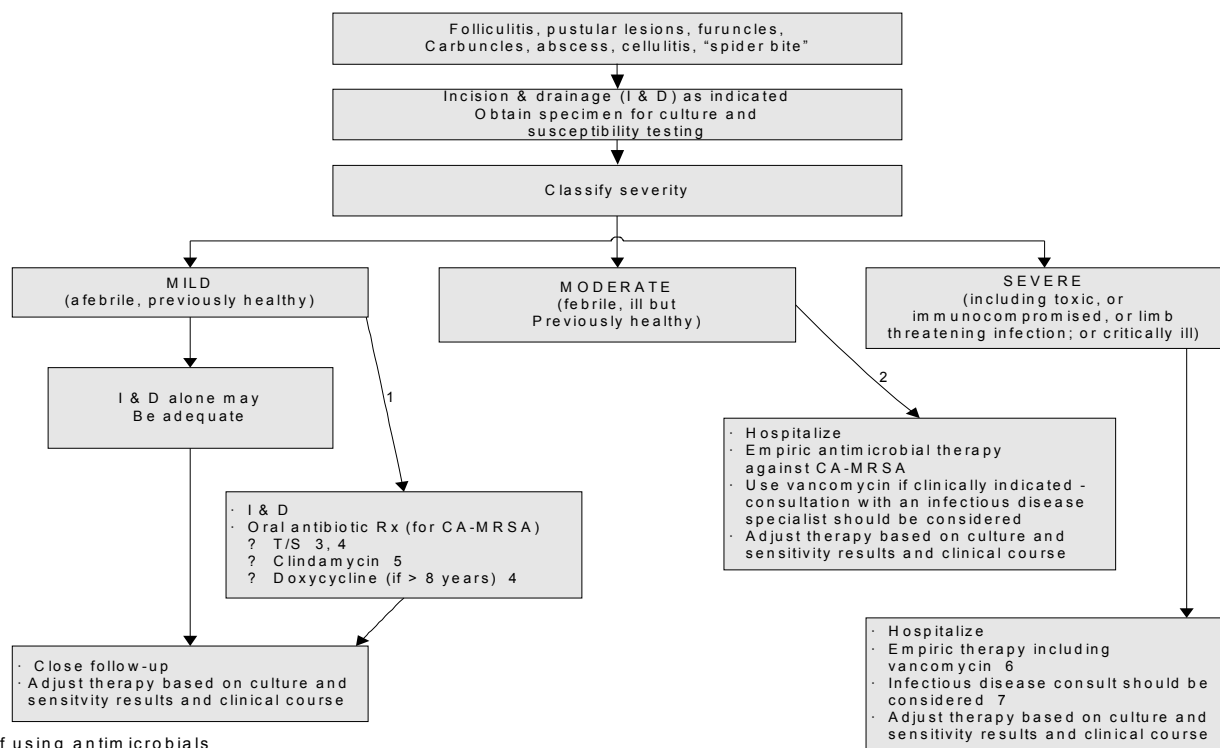 Folliculitis, pustular lesions, furuncles,
Carbuncles, abscess, cellulitis, “spider bite”
Incision & drainage (I & D) as indicated
Obtain specimen for culture and
susceptibility testing
Classify severity
MILD
(afebrile, previously healthy)
MODERATE
(febrile, ill but
Previously healthy)
SEVERE
(including toxic, or
immunocompromised, or limb
threatening infection; or critically ill)
I & D alone may
Be adequate
1
2
· Hospitalize
· Empiric antimicrobial therapy
against CA-MRSA
· Use vancomycin if clinically indicated -
consultation with an infectious disease
specialist should be considered
· Adjust therapy based on culture and
sensitivity results and clinical course
· I & D
· Oral antibiotic Rx (for CA-MRSA)
? T/S 3, 4
? Clindamycin 5
? Doxycycline (if > 8 years) 4
· Close follow-up
· Adjust therapy based on culture and
sensitvity results and clinical course
· Hospitalize
· Empiric therapy including
vancomycin 6
· Infectious disease consult should be
considered 7
· Adjust therapy based on culture and
sensitivity results and clinical course
f using antimicrobials